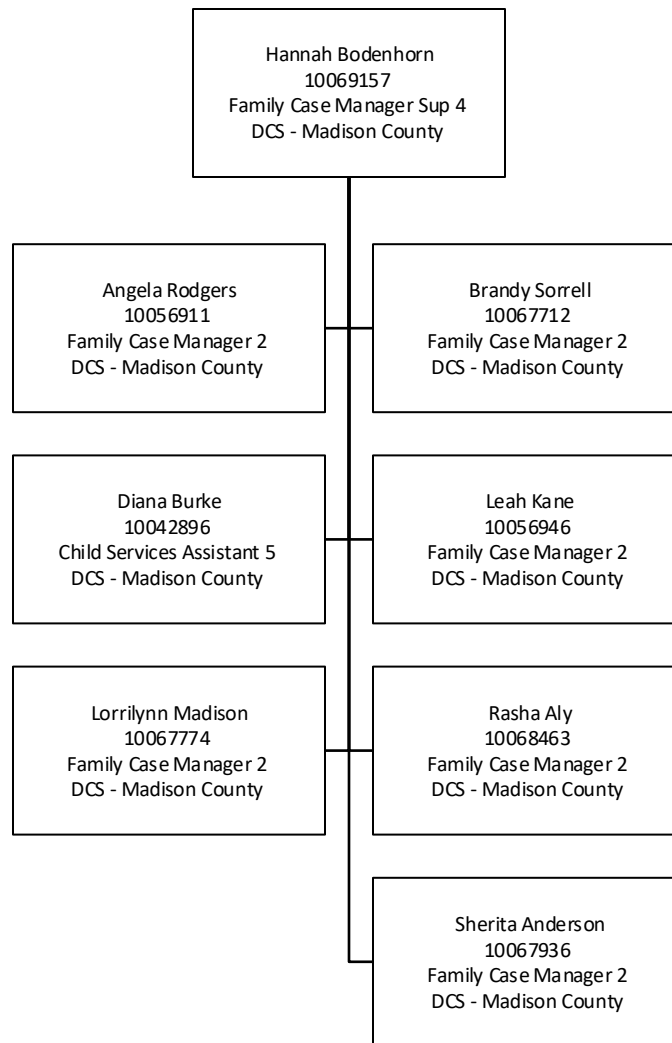 Hannah Bodenhorn
10069157
Family Case Manager Sup 4
DCS - Madison County
Angela Rodgers
10056911
Family Case Manager 2
DCS - Madison County
Brandy Sorrell
10067712
Family Case Manager 2
DCS - Madison County
Diana Burke
10042896
Child Services Assistant 5
DCS - Madison County
Leah Kane
10056946
Family Case Manager 2
DCS - Madison County
Lorrilynn Madison
10067774
Family Case Manager 2
DCS - Madison County
Rasha Aly
10068463
Family Case Manager 2
DCS - Madison County
Sherita Anderson
10067936
Family Case Manager 2
DCS - Madison County